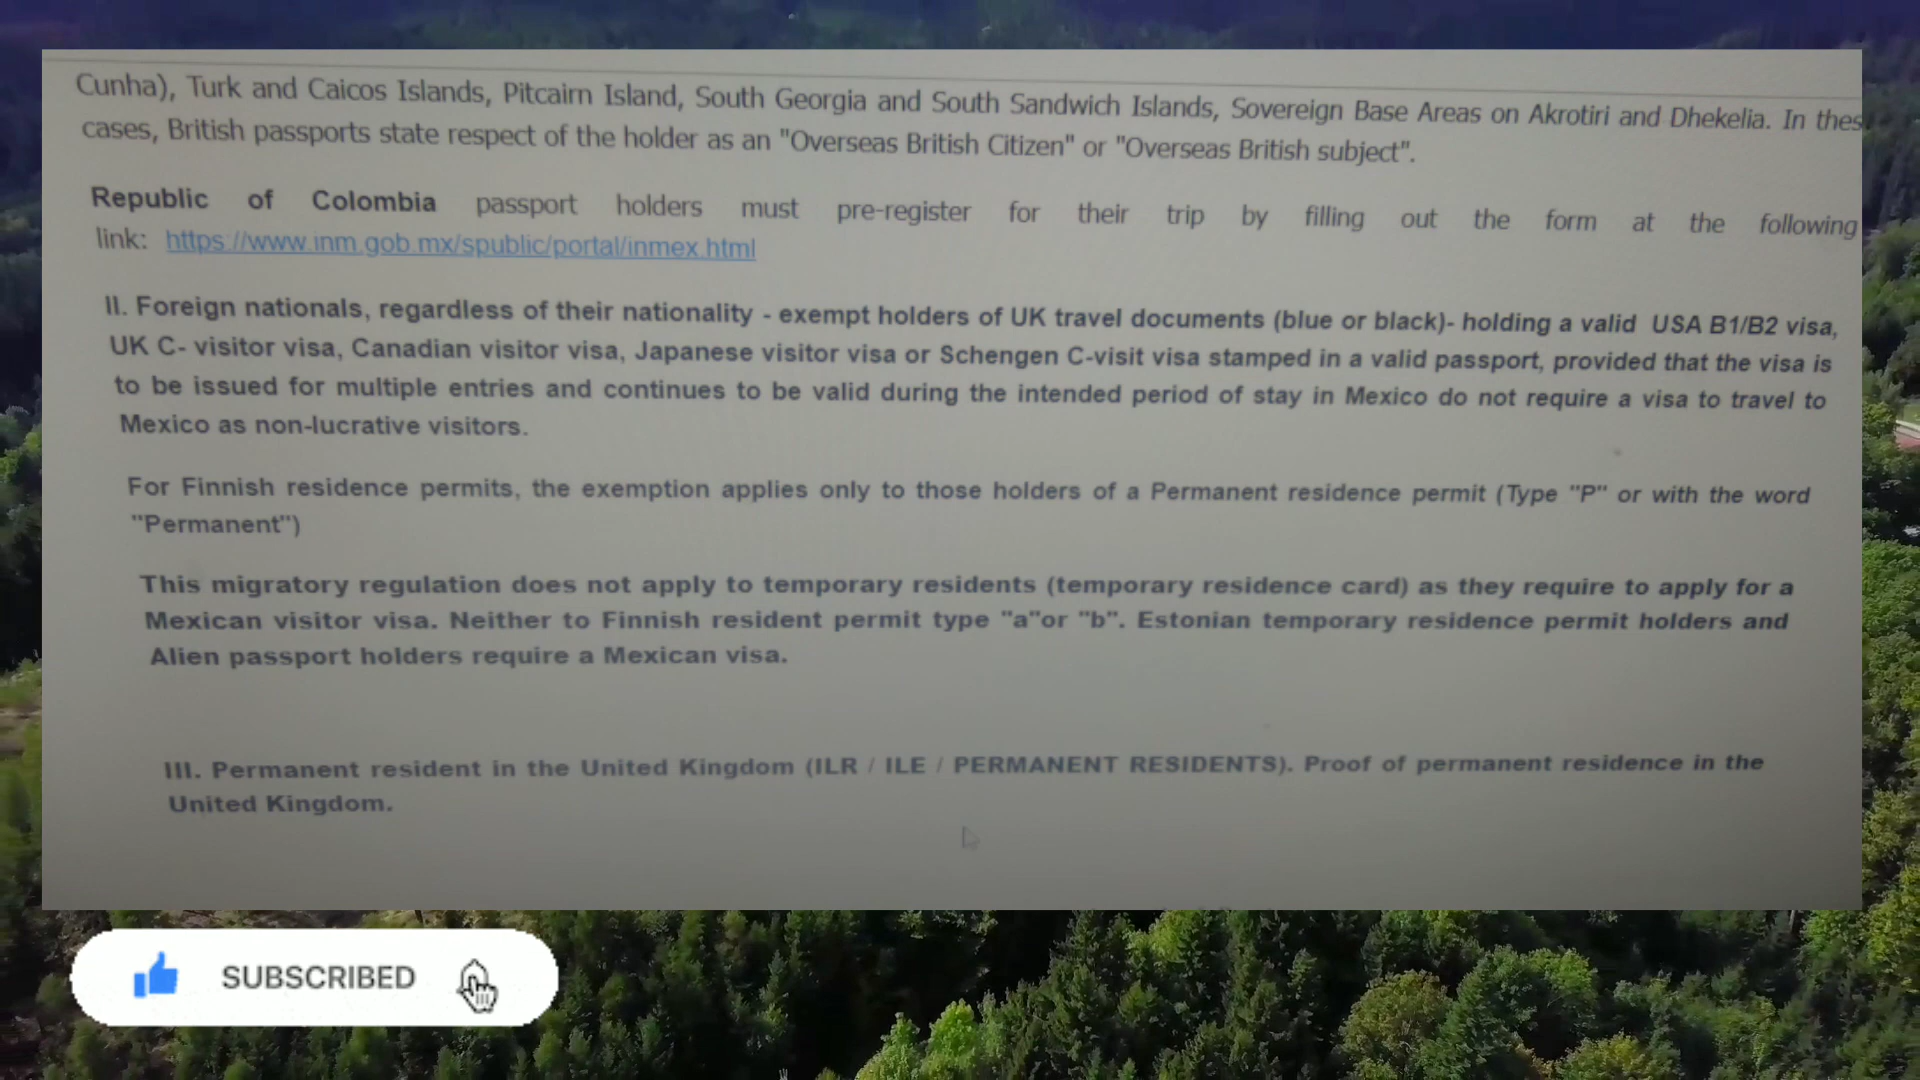 Cunha), Turk and Caicos Islands, Pitcairn Island, South Georgia and South Sandwich Islands, Sovereign Base Areas on Akrotiri and Dhekelia. In thes
cases, British passports state respect of the holder as an "Overseas British Citizen" or "Overseas British subject".
Republic of Colombia passport holders must pre-register for their trip by filling out the form at the following
link: https://www.inm.gob.mx/spublic/portal/inmex.html
II. Foreign nationals, regardless of their nationality - exempt holders of UK travel documents (blue or black)- holding a valid USA B1/B2 visa,
UK C- visitor visa, Canadian visitor visa, Japanese visitor visa or Schengen C-visit visa stamped in a valid passport, provided that the visa is
to be issued for multiple entries and continues to be valid during the intended period of stay in Mexico do not require a visa to travel to
Mexico as non-lucrative visitors.
For Finnish residence permits, the exemption applies only to those holders of a Permanent residence permit (Type "P" or with the word
"Permanent")
This migratory regulation does not apply to temporary residents (temporary residence card) as they require to apply for a
Mexican visitor visa. Neither to Finnish resident permit type "a"or "b". Estonian temporary residence permit holders and
Alien passport holders require a Mexican visa.
III. Permanent resident in the United Kingdom (ILR / ILE / PERMANENT RESIDENTS). Proof of permanent residence in the
United Kingdom.
SUBSCRIBED